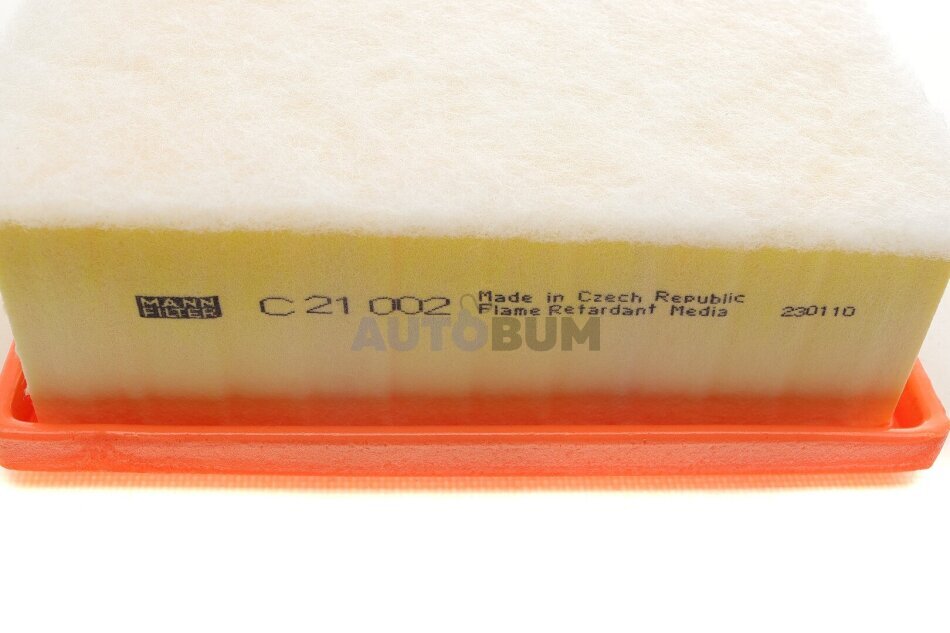 MANN
FILTER
C 21 002
Made in Czech Republic
Flame Retardant Media
230110
AUTOBUM